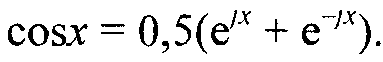 cosx = 0,5(e^{jx} + e^{-jx}).